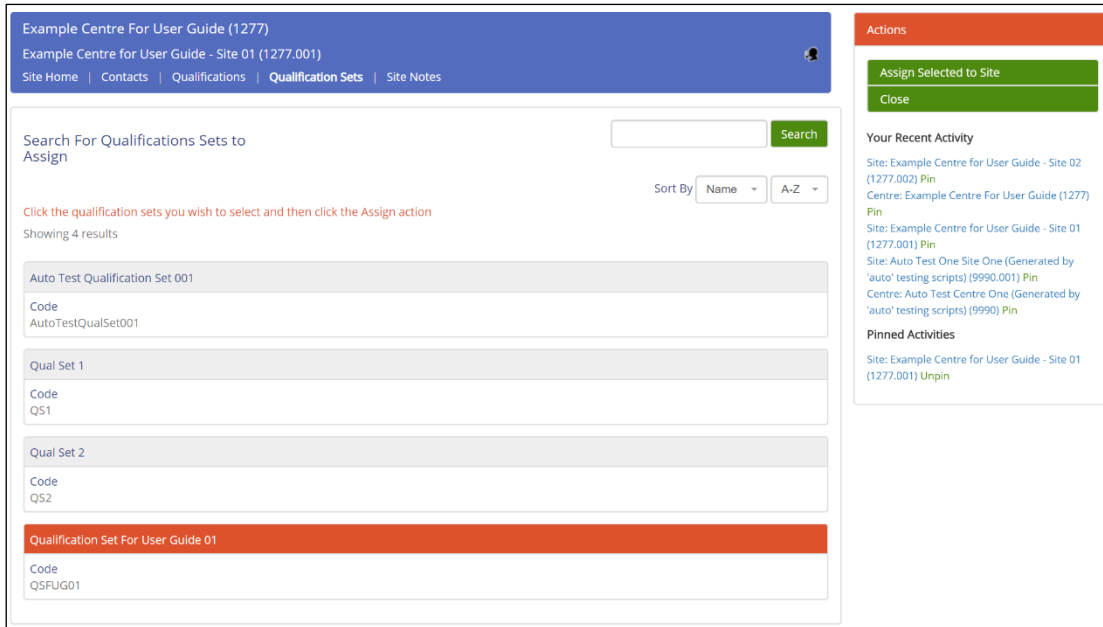 Example Centre For User Guide (1277)
Example Centre for User Guide - Site 01 (1277.001)
Site Home | Contacts | Qualifications | Qualification Sets | Site Notes
Search For Qualifications Sets to
Assign
Search
Sort By Name A-Z
Click the qualification sets you wish to select and then click the Assign action
Showing 4 results
Auto Test Qualification Set 001
Code
AutoTestQualSet001
Qual Set 1
Code
QS1
Qual Set 2
Code
QS2
Qualification Set For User Guide 01
Code
QSFUG01
Actions
Assign Selected to Site
Close
Your Recent Activity
Site: Example Centre for User Guide - Site 02
(1277.002) Pin
Centre: Example Centre For User Guide (1277)
Pin
Site: Example Centre for User Guide - Site 01
(1277.001) Pin
Site: Auto Test One Site One (Generated by
'auto' testing scripts) (9990.001) Pin
Centre: Auto Test Centre One (Generated by
'auto' testing scripts) (9990) Pin
Pinned Activities
Site: Example Centre for User Guide - Site 01
(1277.001) Unpin